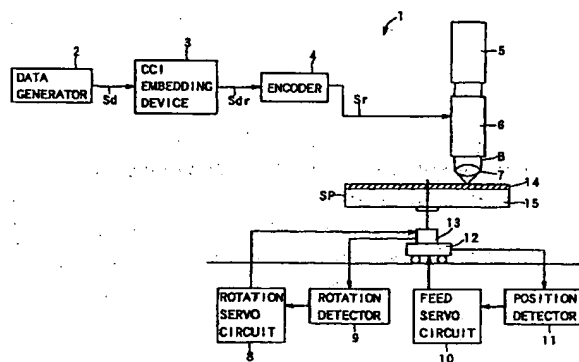 1
2
DATA
GENERATOR
Sd
3
CCI
EMBEDDING
DEVICE
Sdr
4
ENCODER
Sr
5
6
B
7
14
SP
15
13
12
ROTATION
SERVO
CIRCUIT
8
ROTATION
DETECTOR
9
FEED
SERVO
CIRCUIT
10
POSITION
DETECTOR
11